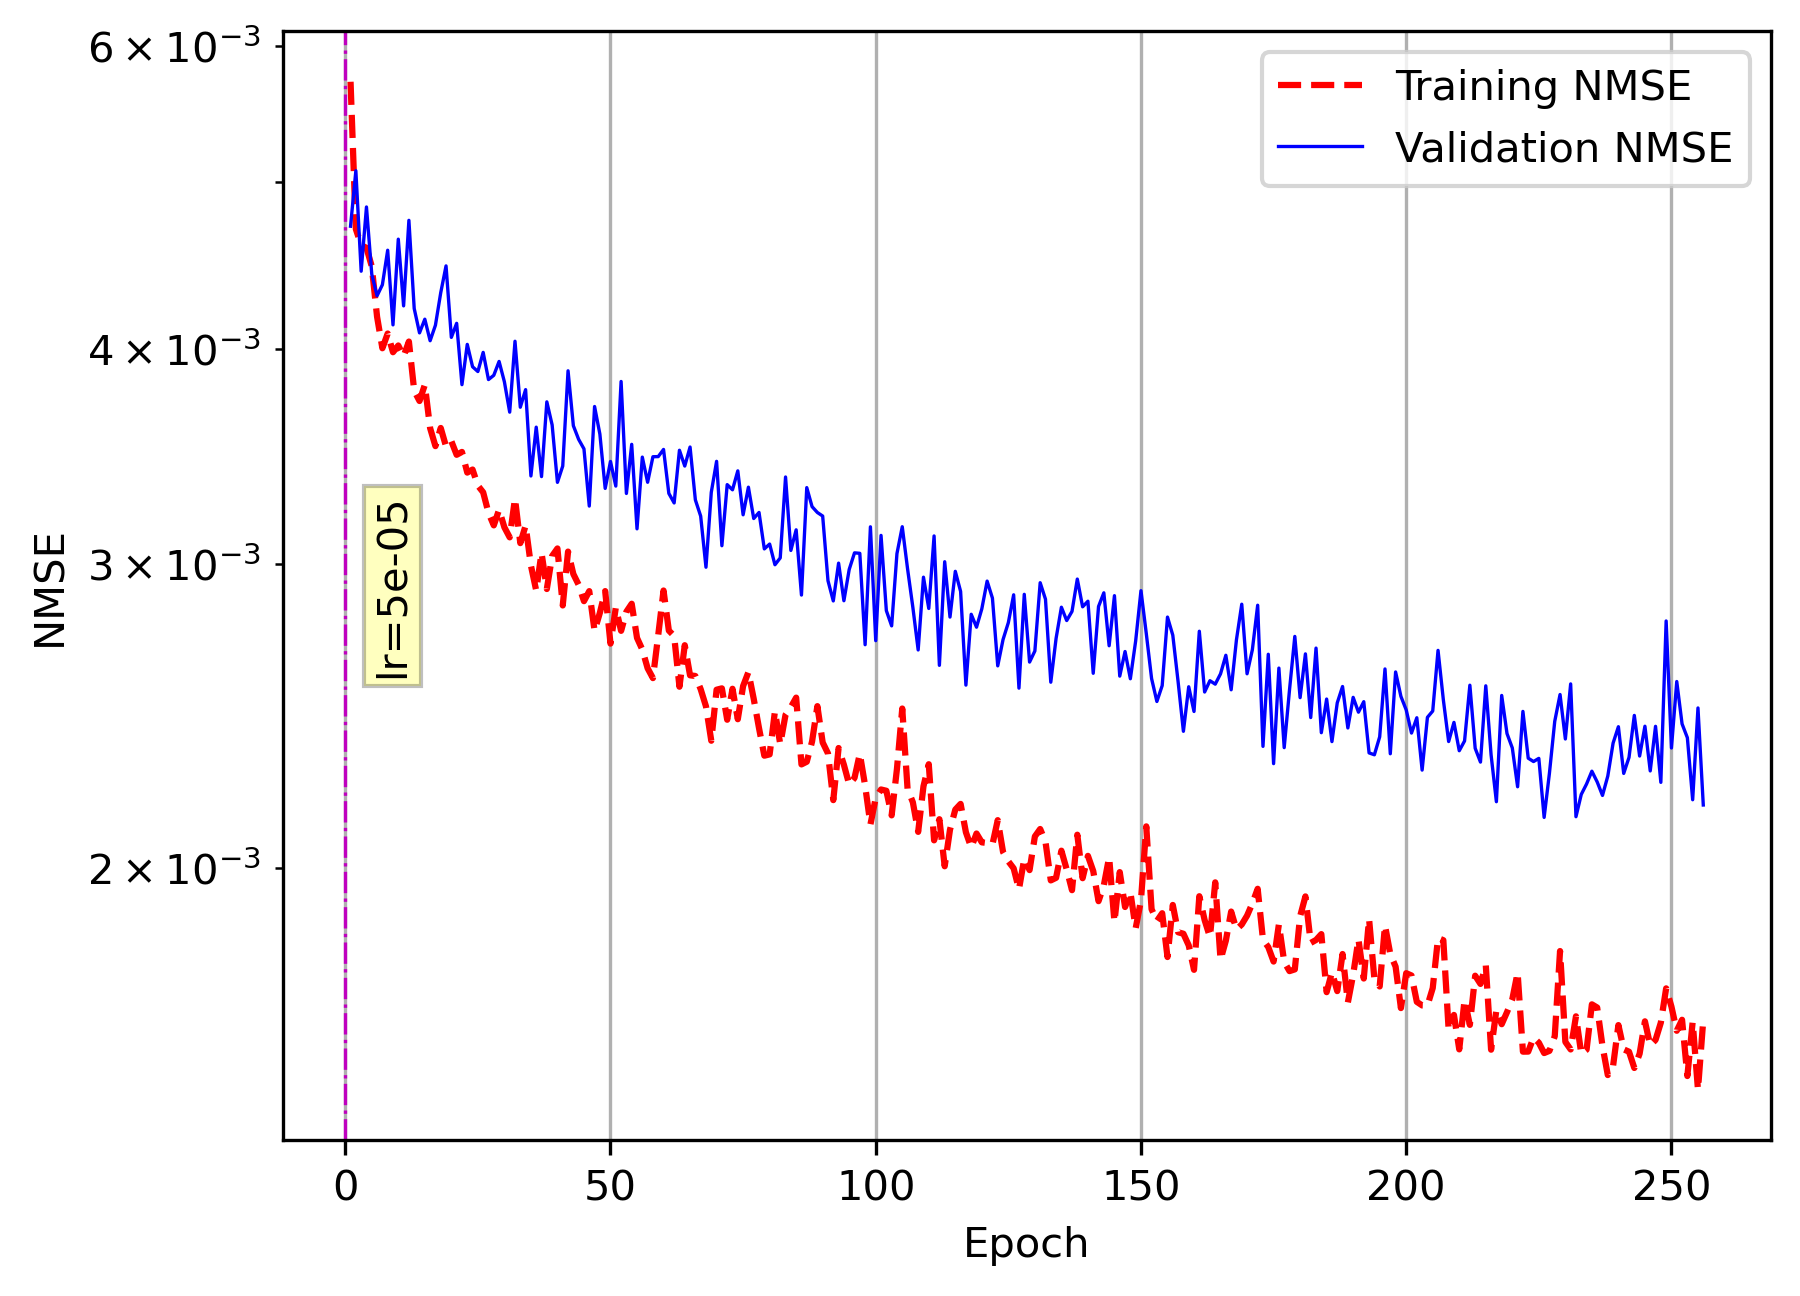 6 × 10⁻³
4 × 10⁻³
3 × 10⁻³
2 × 10⁻³
NMSE
lr=5e-05
Training NMSE
Validation NMSE
0 50 100 150 200 250
Epoch